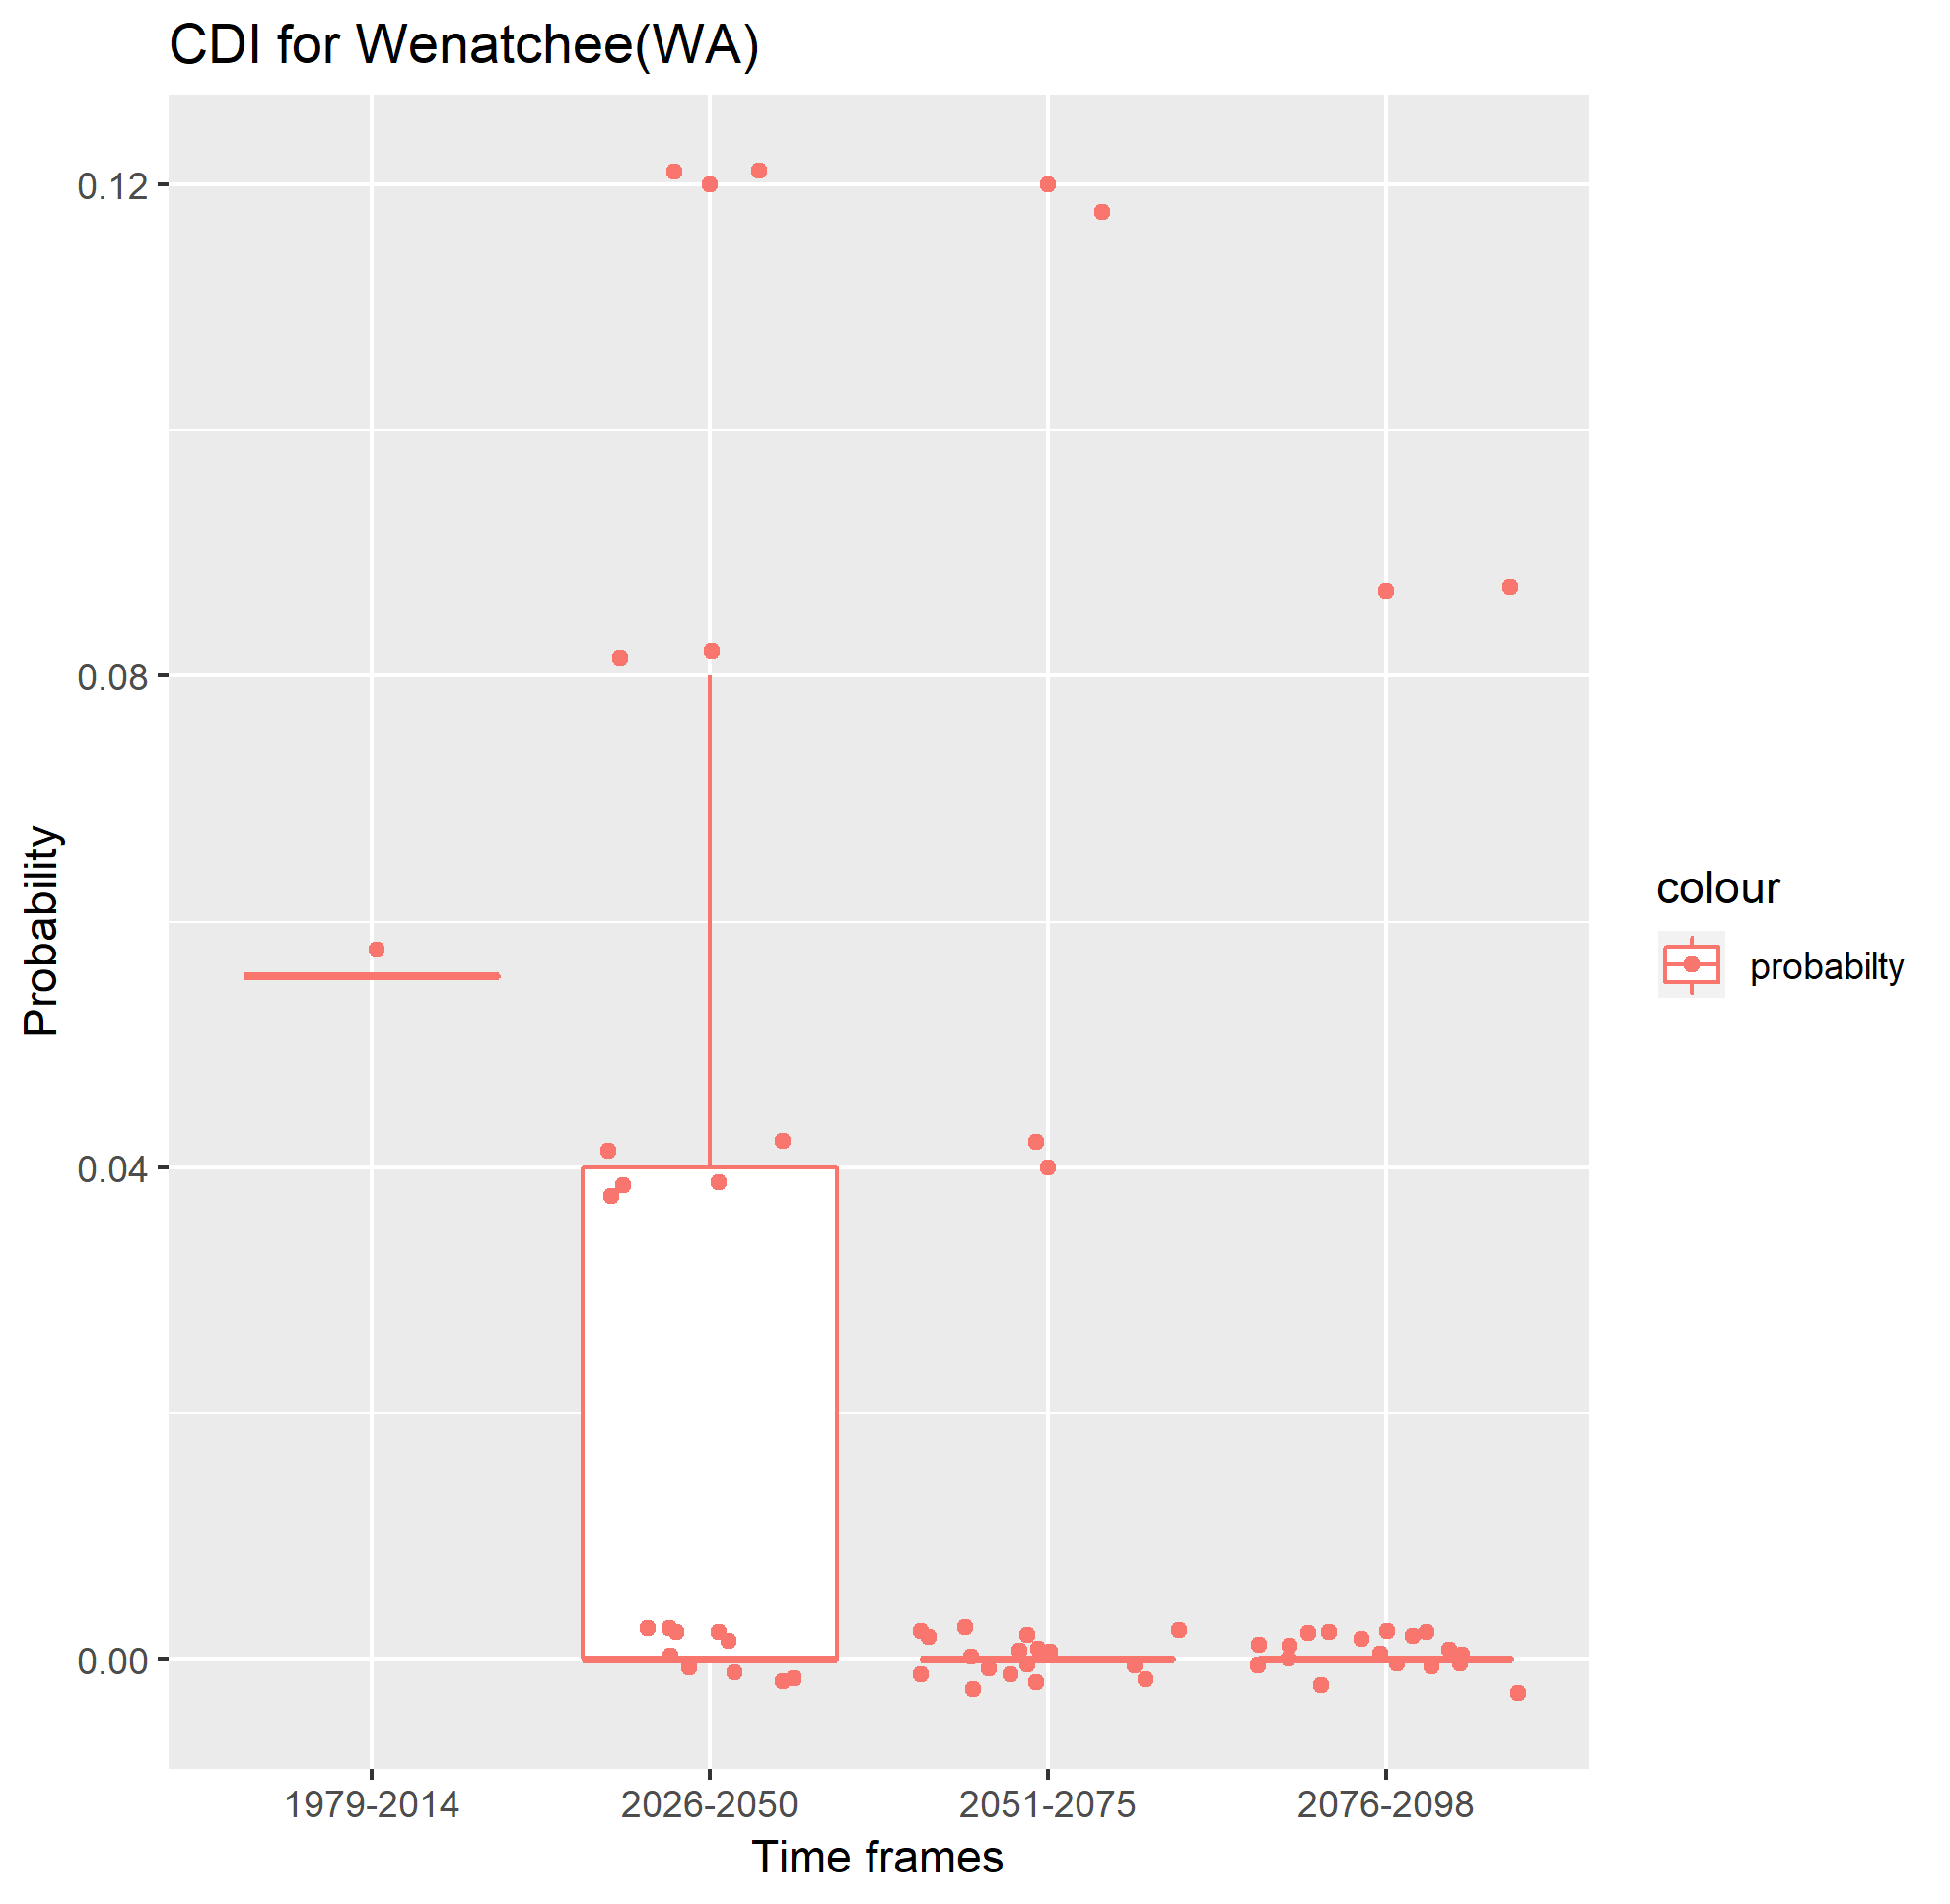 CDI for Wenatchee(WA)
0.12
0.08
0.04
0.00
Probability
1979-2014
2026-2050
2051-2075
2076-2098
Time frames
colour
probabilty